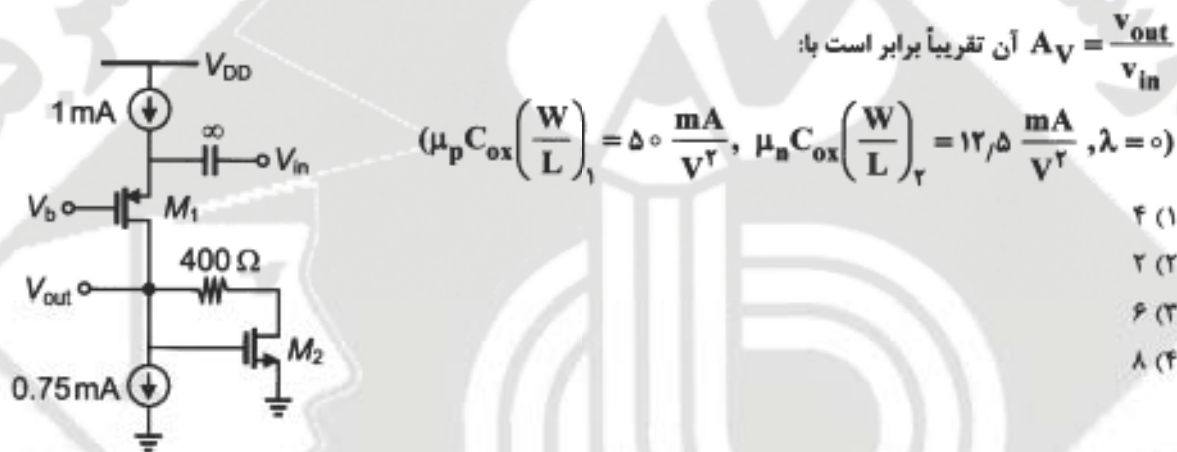 A_V = v_out / v_in آن تقریباً برابر است با:
(μ_p C_ox (W/L)_۱ = ۵۰ mA/V^۲, μ_n C_ox (W/L)_۲ = ۱۲٫۵ mA/V^۲, λ = ۰)
۱) ۴
۲) ۲
۳) ۶
۴) ۸
V_DD
1 mA
∞
V_in
V_b
M_1
400 Ω
V_out
M_2
0.75 mA